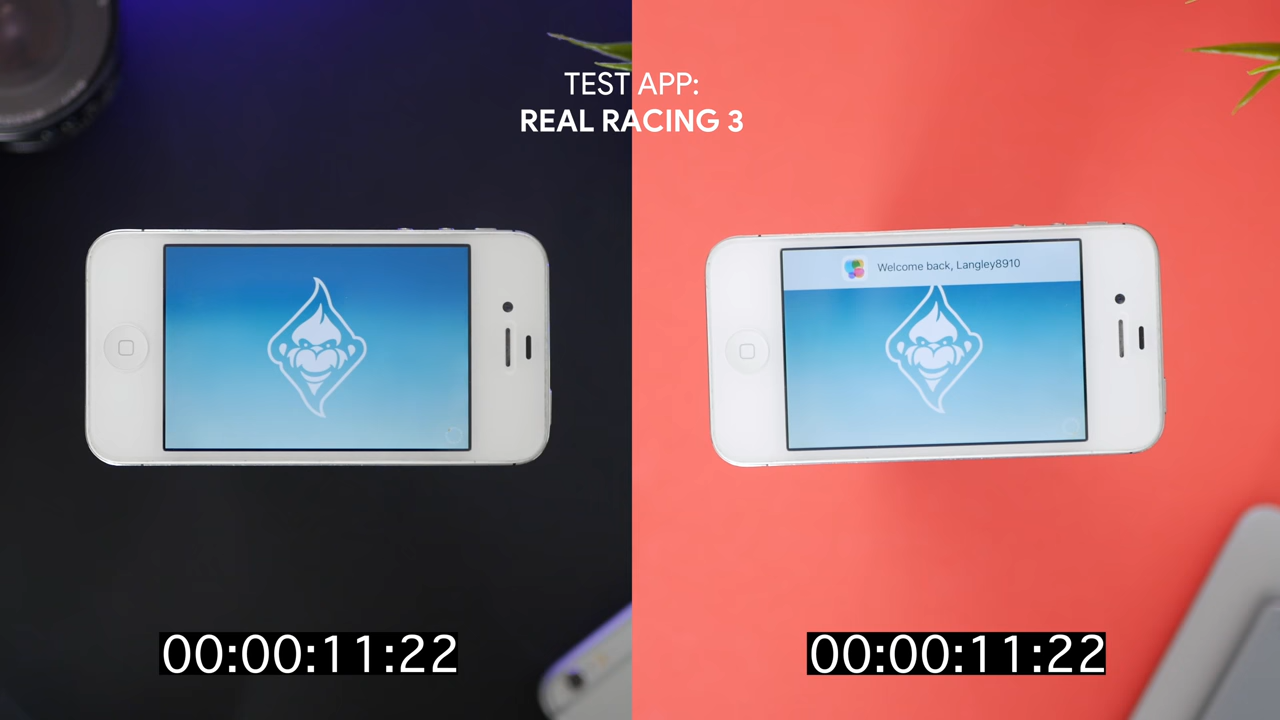 TEST APP:
REAL RACING 3
Welcome back, Langley8910
00:00:11:22
00:00:11:22